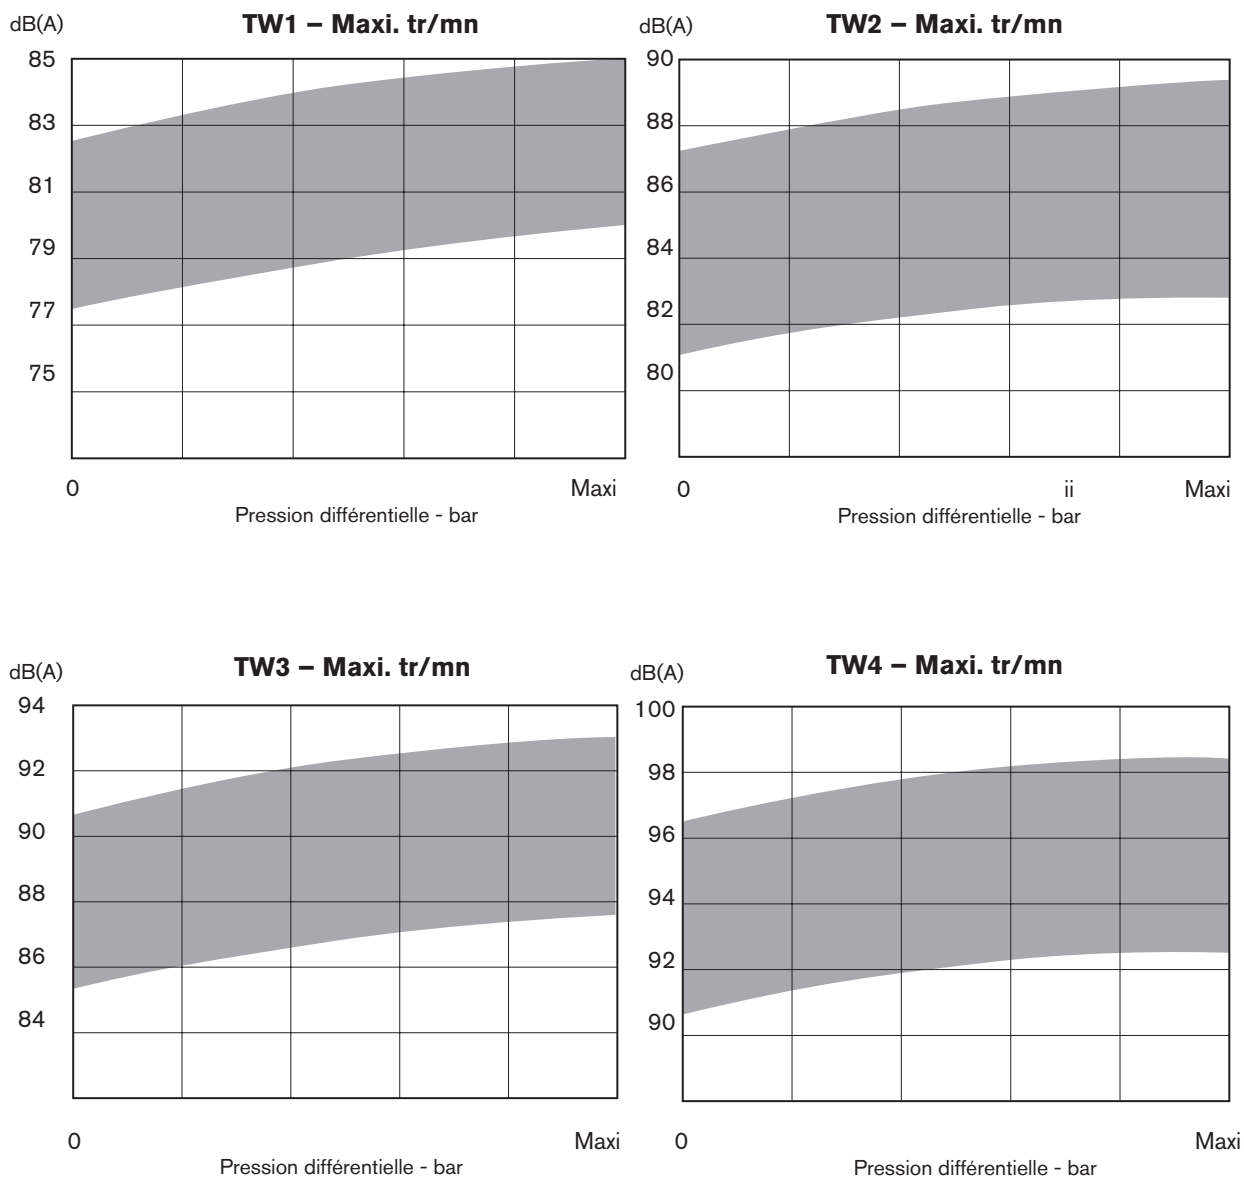 dB(A)
TW1 – Maxi. tr/mn
85
83
81
79
77
75
0
Maxi
Pression différentielle - bar
dB(A)
TW2 – Maxi. tr/mn
90
88
86
84
82
80
0
ii
Maxi
Pression différentielle - bar
dB(A)
TW3 – Maxi. tr/mn
94
92
90
88
86
84
0
Maxi
Pression différentielle - bar
dB(A)
TW4 – Maxi. tr/mn
100
98
96
94
92
90
0
Maxi
Pression différentielle - bar